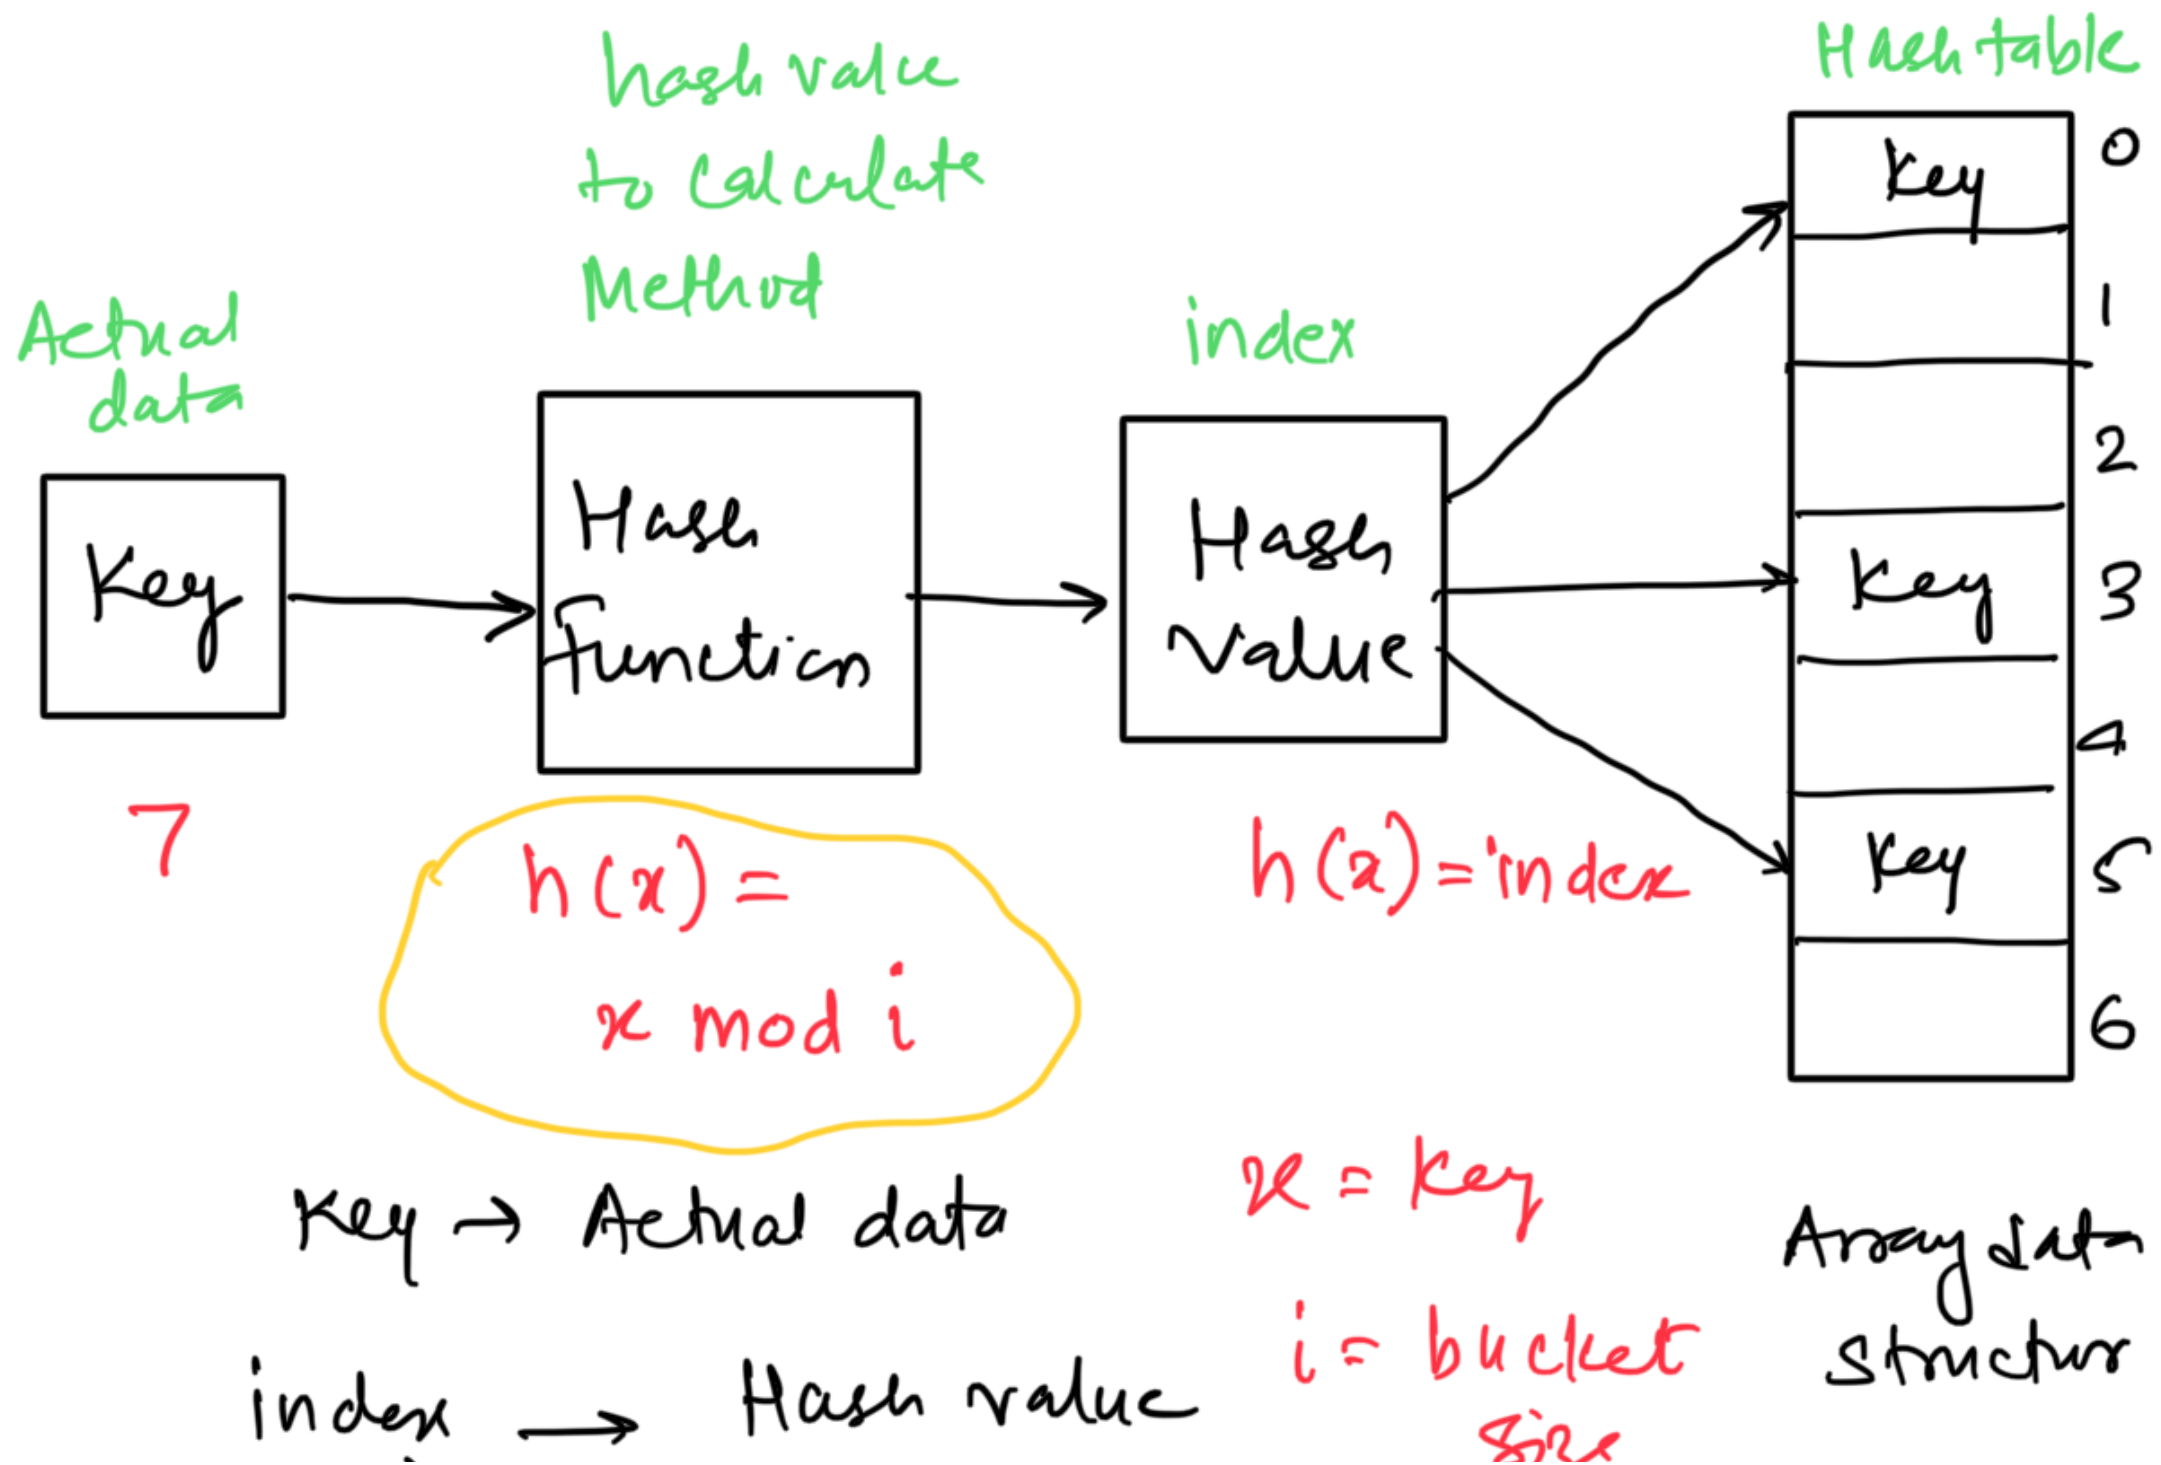 hash value
to calculate
Method
Actual
data
index
Hash table
Key
Hash
Function
Hash
Value
key
key
key
0
1
2
3
4
5
6
7
h(x) =
x mod i
h(x) = index
Key → Actual data
index → Hash value
x = key
i = bucket
size
Array data
structur